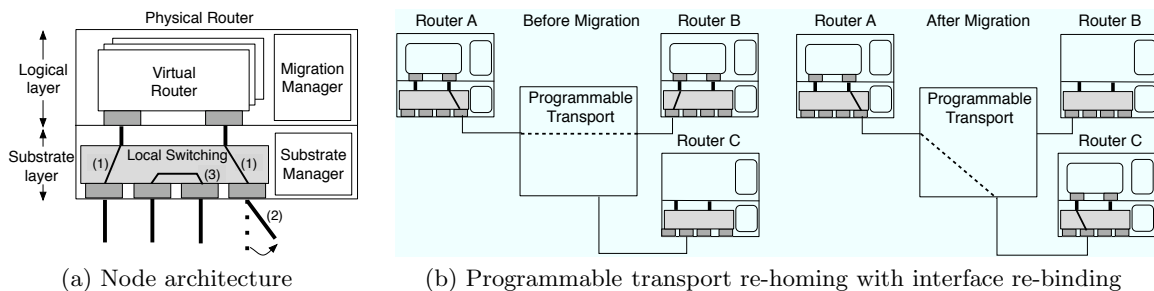 Physical Router
Logical
layer
Virtual
Router
Migration
Manager
Substrate
layer
Local Switching
(1)
(3)
(1)
Substrate
Manager
(2)
(a) Node architecture
Router A
Before Migration
Router B
Programmable
Transport
Router C
Router A
After Migration
Router B
Programmable
Transport
Router C
(b) Programmable transport re-homing with interface re-binding